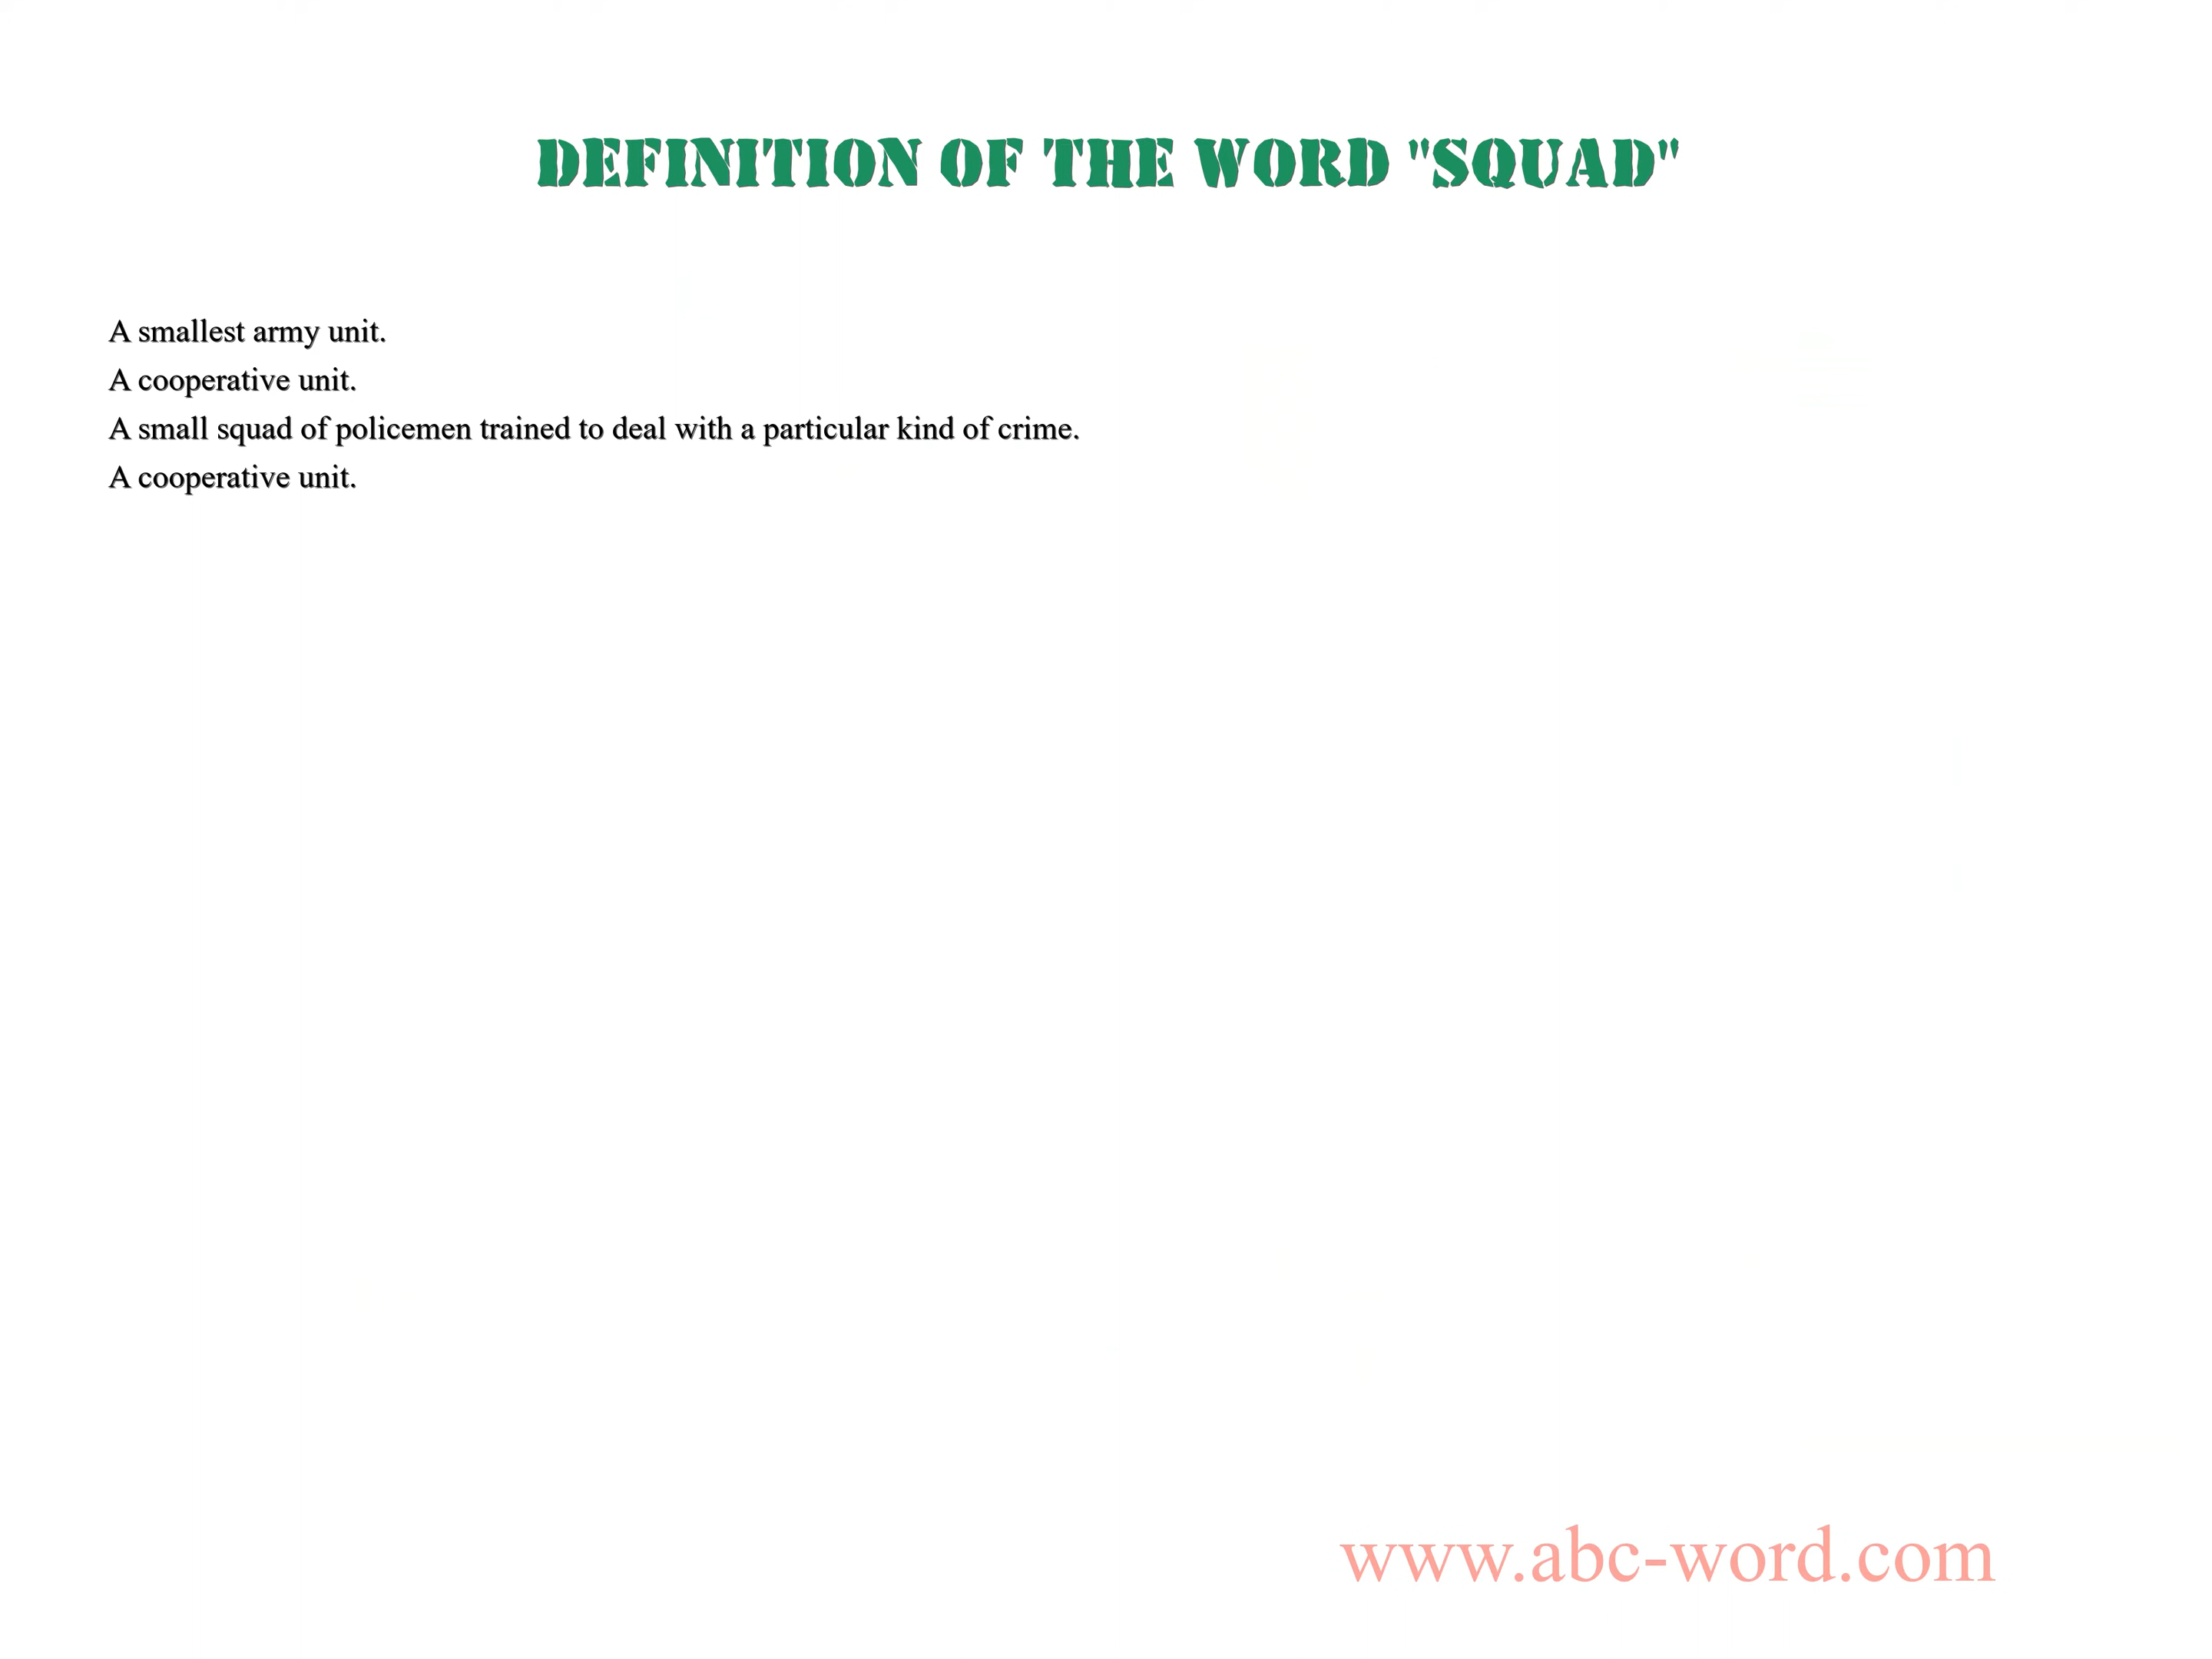 DEFINITION OF THE WORD "SQUAD"
A smallest army unit.
A cooperative unit.
A small squad of policemen trained to deal with a particular kind of crime.
A cooperative unit.
www.abc-word.com